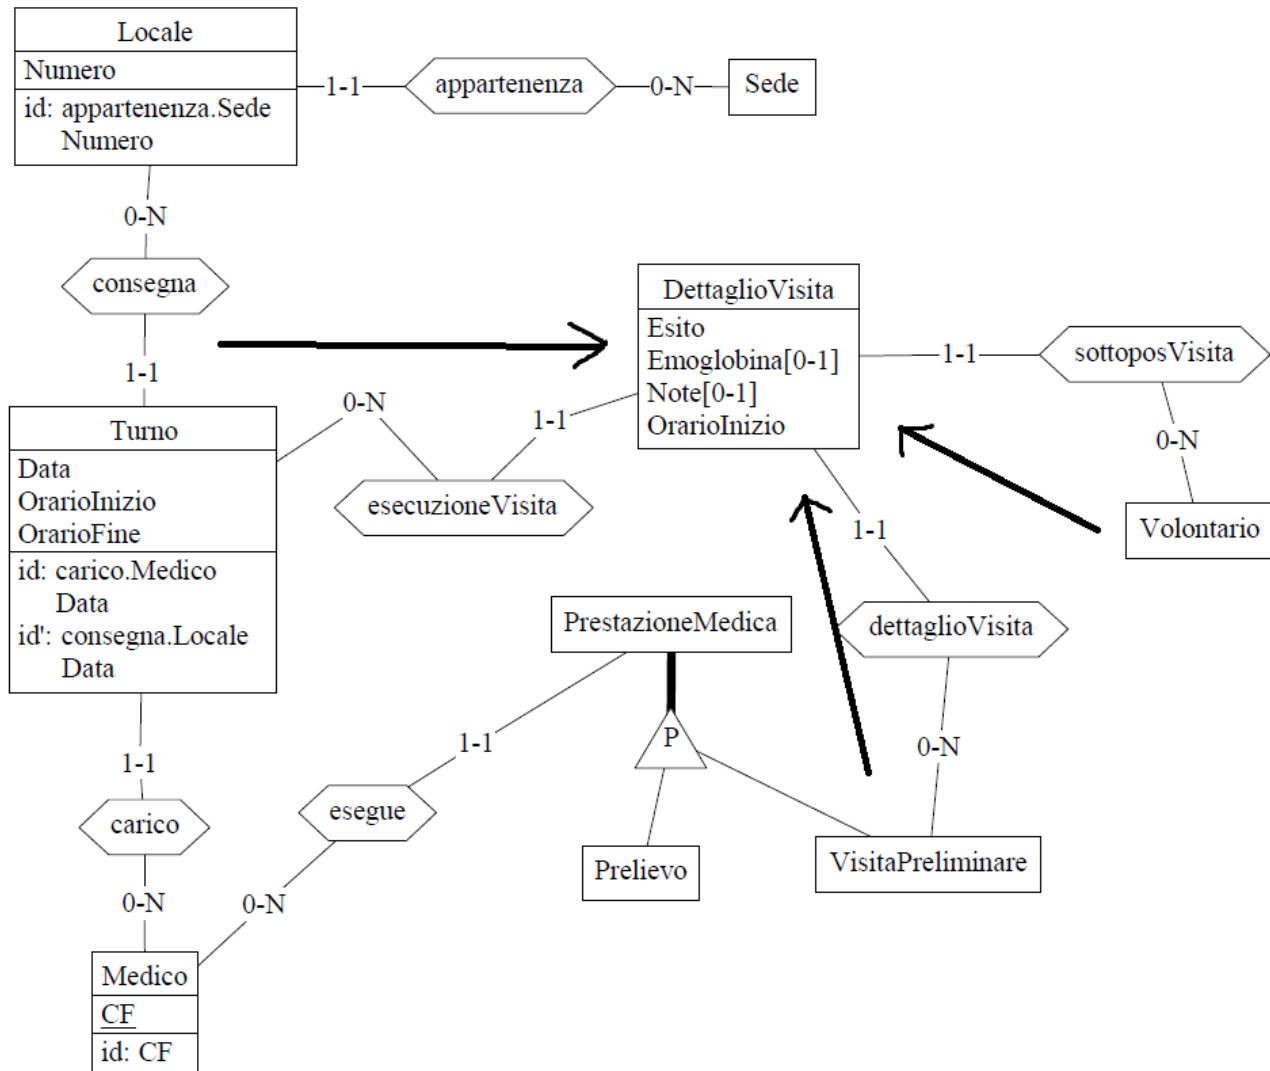 Locale
Numero
id: appartenenza.Sede
Numero
1-1
appartenenza
0-N
Sede
0-N
consegna
1-1
DettaglioVisita
Esito
Emoglobina[0-1]
Note[0-1]
OrarioInizio
1-1
sottoposVisita
0-N
Volontario
Turno
Data
OrarioInizio
OrarioFine
id: carico.Medico
Data
id': consegna.Locale
Data
0-N
1-1
esecuzioneVisita
1-1
dettaglioVisita
0-N
PrestazioneMedica
P
1-1
esegue
0-N
Prelievo
VisitaPreliminare
1-1
carico
0-N
Medico
CF
id: CF